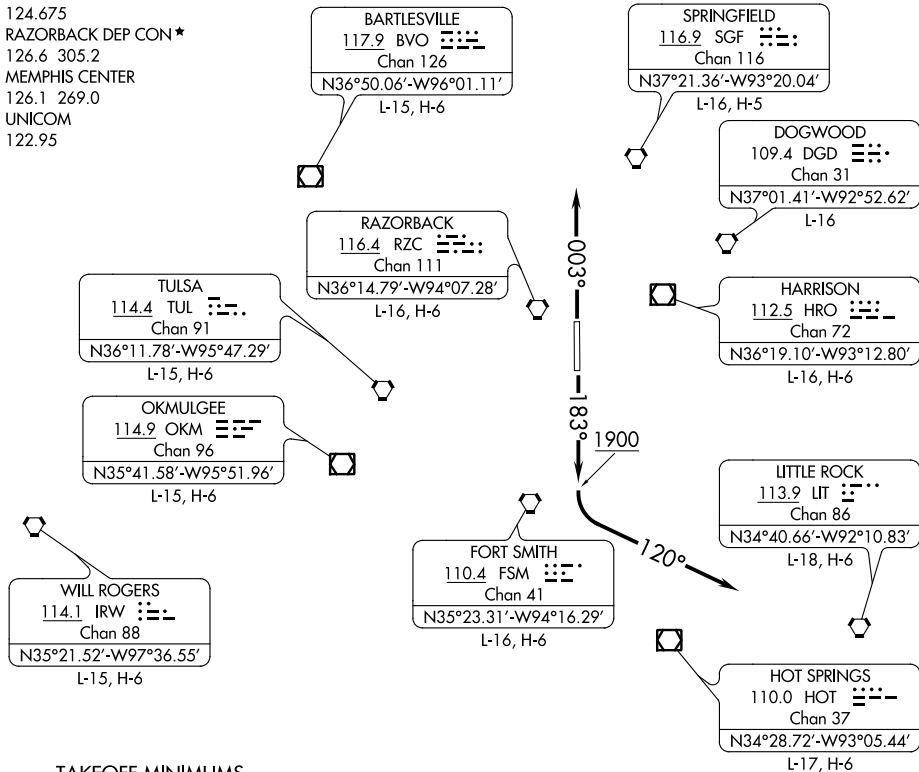 124.675
RAZORBACK DEP CON ★
126.6 305.2
MEMPHIS CENTER
126.1 269.0
UNICOM
122.95
BARTLESVILLE
117.9 BVO
Chan 126
N36°50.06′-W96°01.11′
L-15, H-6
SPRINGFIELD
116.9 SGF
Chan 116
N37°21.36′-W93°20.04′
L-16, H-5
DOGWOOD
109.4 DGD
Chan 31
N37°01.41′-W92°52.62′
L-16
RAZORBACK
116.4 RZC
Chan 111
N36°14.79′-W94°07.28′
L-16, H-6
003°
TULSA
114.4 TUL
Chan 91
N36°11.78′-W95°47.29′
L-15, H-6
HARRISON
112.5 HRO
Chan 72
N36°19.10′-W93°12.80′
L-16, H-6
183°
OKMULGEE
114.9 OKM
Chan 96
N35°41.58′-W95°51.96′
L-15, H-6
1900
LITTLE ROCK
113.9 LIT
Chan 86
N34°40.66′-W92°10.83′
L-18, H-6
120°
FORT SMITH
110.4 FSM
Chan 41
N35°23.31′-W94°16.29′
L-16, H-6
WILL ROGERS
114.1 IRW
Chan 88
N35°21.52′-W97°36.55′
L-15, H-6
HOT SPRINGS
110.0 HOT
Chan 37
N34°28.72′-W93°05.44′
L-17, H-6
TAKEOFF MINIMUMS